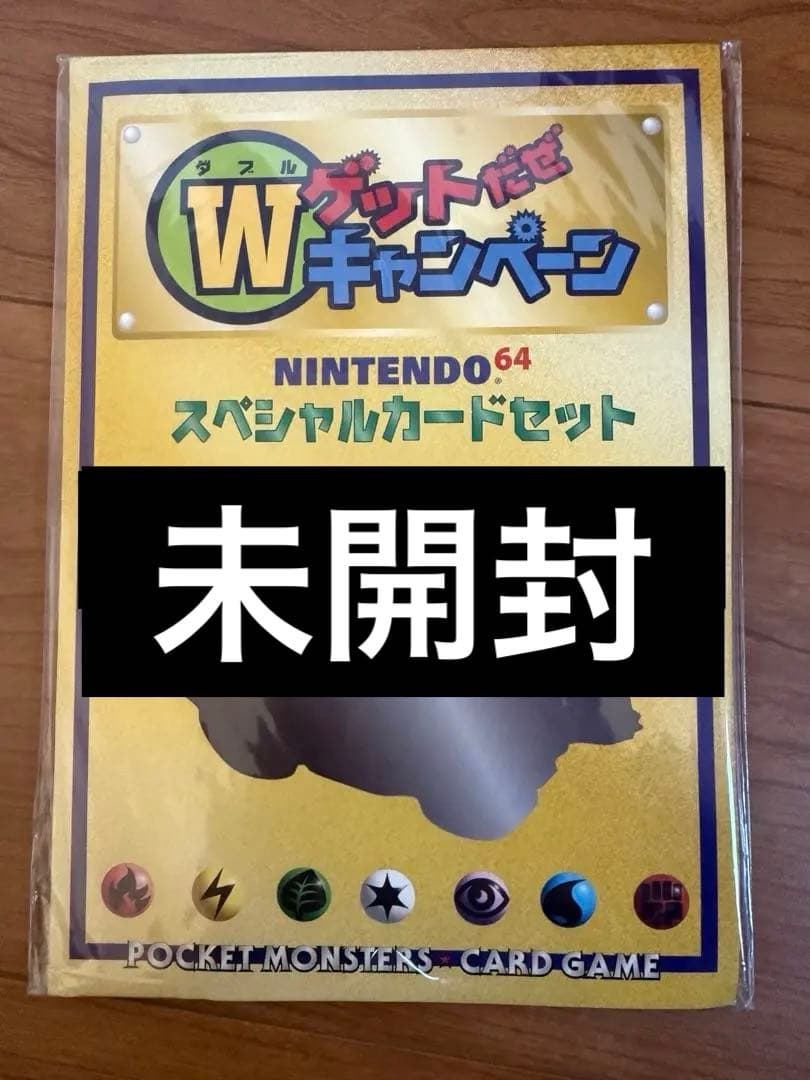 ダブル
Wゲットだぜ
キャンペーン
NINTENDO64®
スペシャルカードセット
未開封
POCKET MONSTERS★CARD GAME